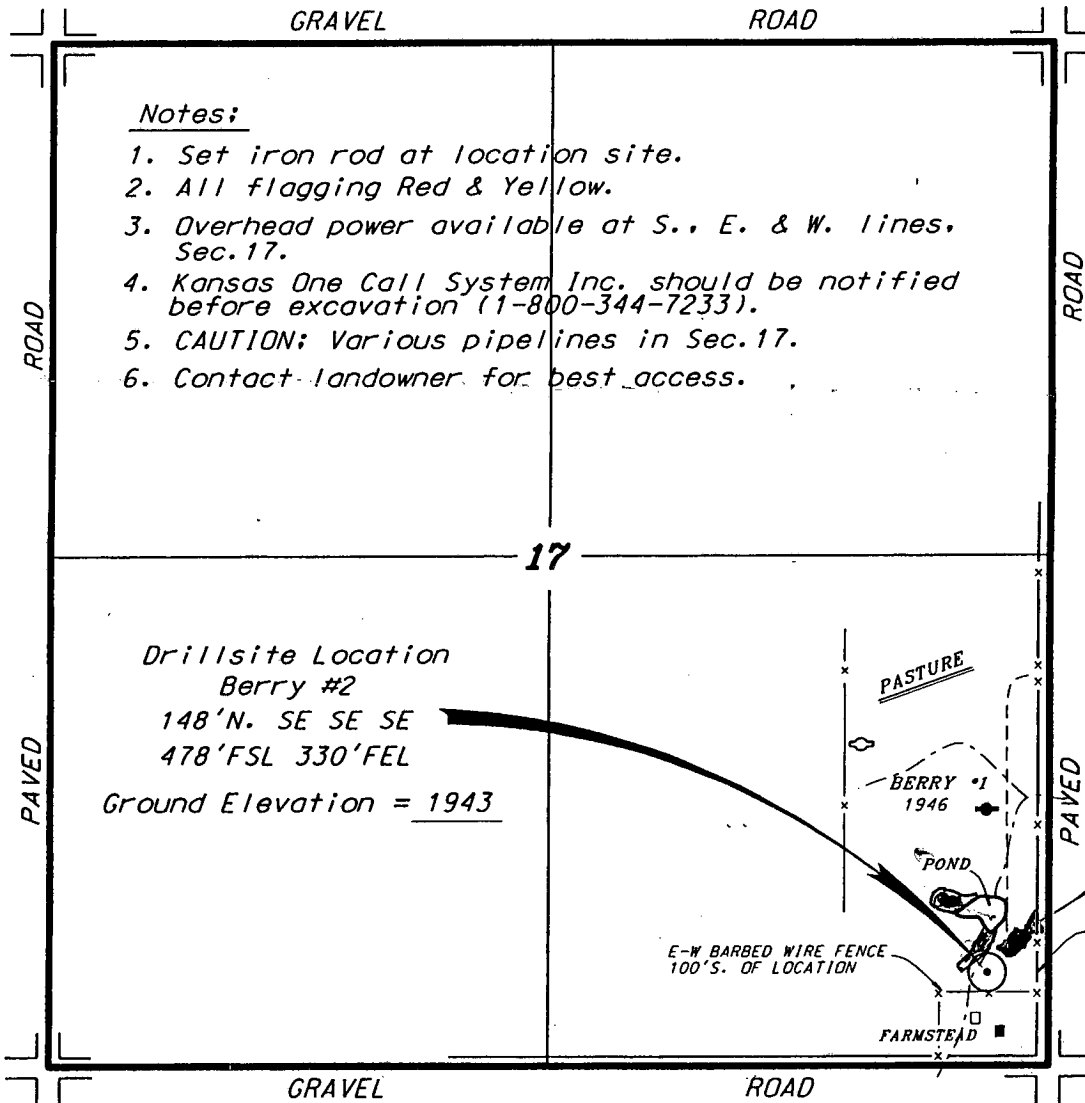 GRAVEL ROAD
Notes:
1. Set iron rod at location site.
2. All flagging Red & Yellow.
3. Overhead power available at S., E. & W. lines,
Sec. 17.
4. Kansas One Call System Inc. should be notified
before excavation (1-800-344-7233).
5. CAUTION: Various pipelines in Sec. 17.
6. Contact landowner for best access.
ROAD
ROAD
17
Drillsite Location
Berry #2
148'N. SE SE SE
478'FSL 330'FEL
Ground Elevation = 1943
PAVED
PAVED
PASTURE
BERRY #1
1946
POND
E-W BARBED WIRE FENCE
100'S. OF LOCATION
FARMSTEAD
GRAVEL ROAD